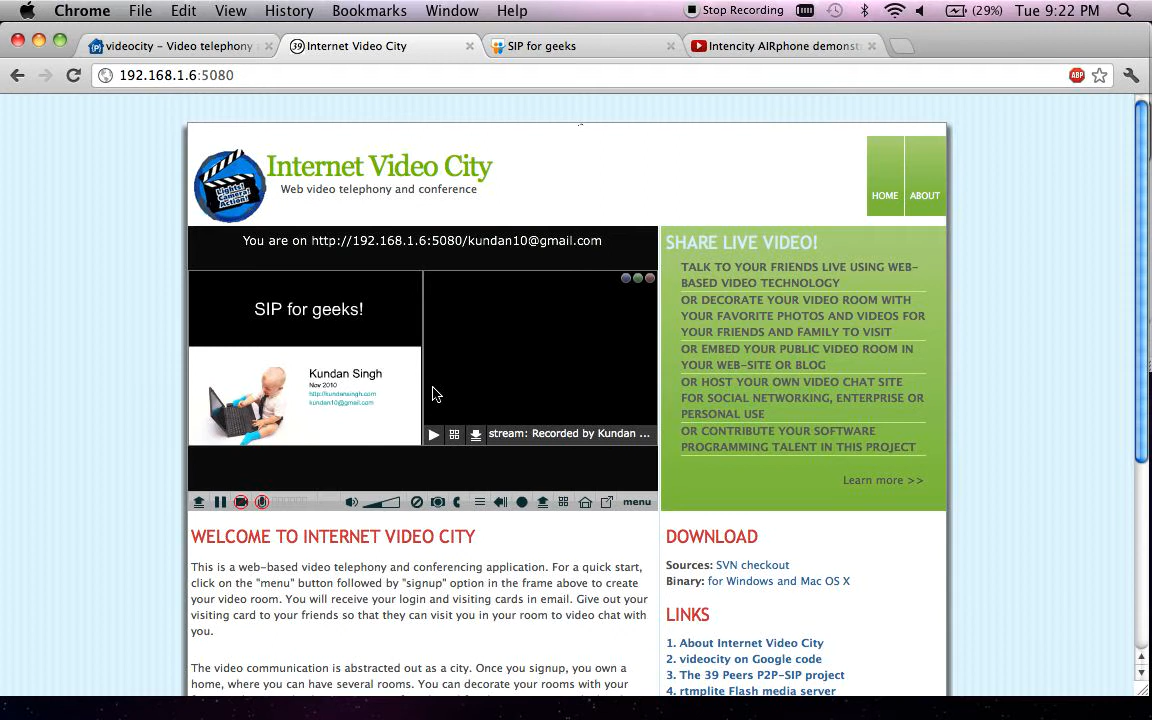 Chrome File Edit View History Bookmarks Window Help Stop Recording (29%) Tue 9:22 PM
videocity – Video telephony
Internet Video City
SIP for geeks
Intencity AIRphone demonst
192.168.1.6:5080
ABP
Internet Video City
Web video telephony and conference
Lights!
Camera!
Action!
HOME ABOUT
You are on http://192.168.1.6:5080/kundan10@gmail.com
SIP for geeks!
Kundan Singh
Nov 2010
http://kundansingh.com
kundan10@gmail.com
stream: Recorded by Kundan ...
menu
SHARE LIVE VIDEO!
TALK TO YOUR FRIENDS LIVE USING WEB-
BASED VIDEO TECHNOLOGY
OR DECORATE YOUR VIDEO ROOM WITH
YOUR FAVORITE PHOTOS AND VIDEOS FOR
YOUR FRIENDS AND FAMILY TO VISIT
OR EMBED YOUR PUBLIC VIDEO ROOM IN
YOUR WEB-SITE OR BLOG
OR HOST YOUR OWN VIDEO CHAT SITE
FOR SOCIAL NETWORKING, ENTERPRISE OR
PERSONAL USE
OR CONTRIBUTE YOUR SOFTWARE
PROGRAMMING TALENT IN THIS PROJECT
Learn more >>
WELCOME TO INTERNET VIDEO CITY
This is a web-based video telephony and conferencing application. For a quick start,
click on the "menu" button followed by "signup" option in the frame above to create
your video room. You will receive your login and visiting cards in email. Give out your
visiting card to your friends so that they can visit you in your room to video chat with
you.
The video communication is abstracted out as a city. Once you signup, you own a
home, where you can have several rooms. You can decorate your rooms with your
DOWNLOAD
Sources: SVN checkout
Binary: for Windows and Mac OS X
LINKS
1. About Internet Video City
2. videocity on Google code
3. The 39 Peers P2P-SIP project
4. rtmplite Flash media server